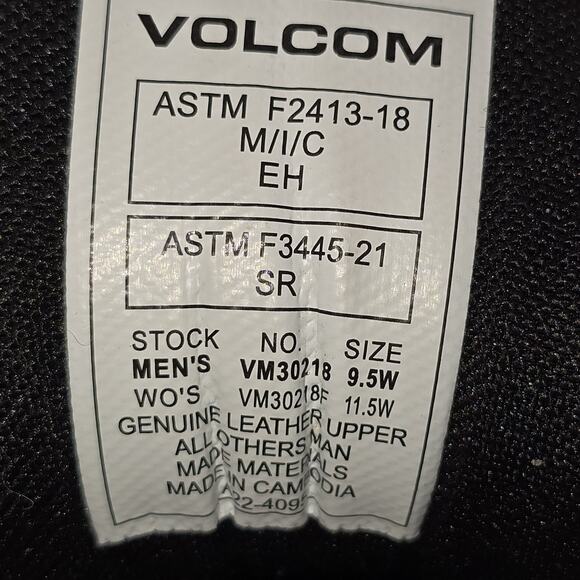 VOLCOM
ASTM F2413-18
M/I/C
EH
ASTM F3445-21
SR
STOCK NO. SIZE
MEN'S VM30218 9.5W
WO'S VM30218F 11.5W
GENUINE LEATHER UPPER
ALL OTHERS MAN
MADE MATERIALS
MADE IN CAMBODIA